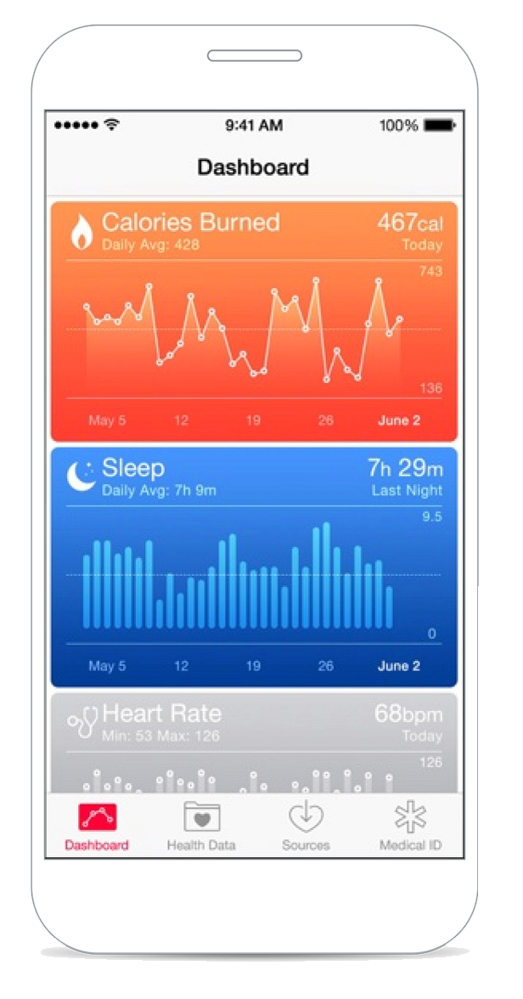 9:41 AM 100%
Dashboard
Calories Burned 467cal
Daily Avg: 428 Today
743
136
May 5 12 19 26 June 2
Sleep 7h 29m
Daily Avg: 7h 9m Last Night
9.5
0
May 5 12 19 26 June 2
Heart Rate 68bpm
Min: 53 Max: 126 Today
126
Dashboard Health Data Sources Medical ID